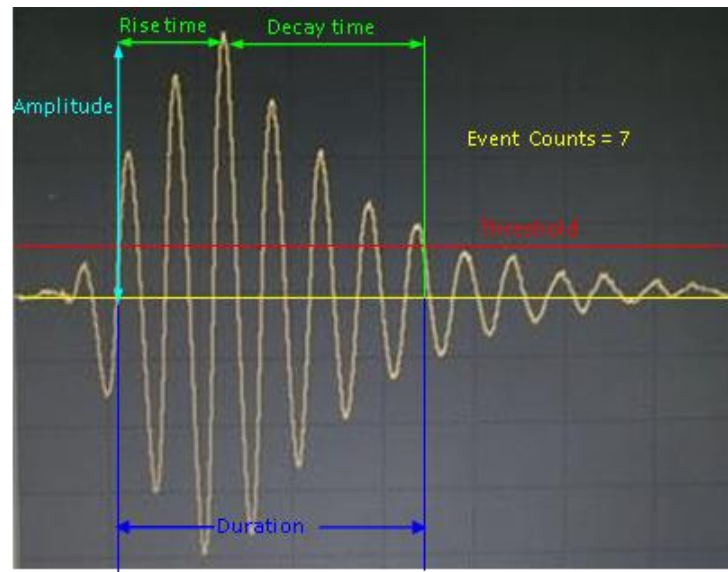 Rise time
Decay time
Amplitude
Event Counts = 7
Threshold
Duration